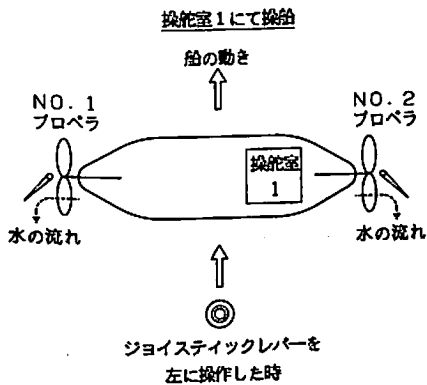 操舵室1にて操船
船の動き
NO.1
プロペラ
NO.2
プロペラ
操舵室
1
水の流れ
水の流れ
ジョイスティックレバーを
左に操作した時